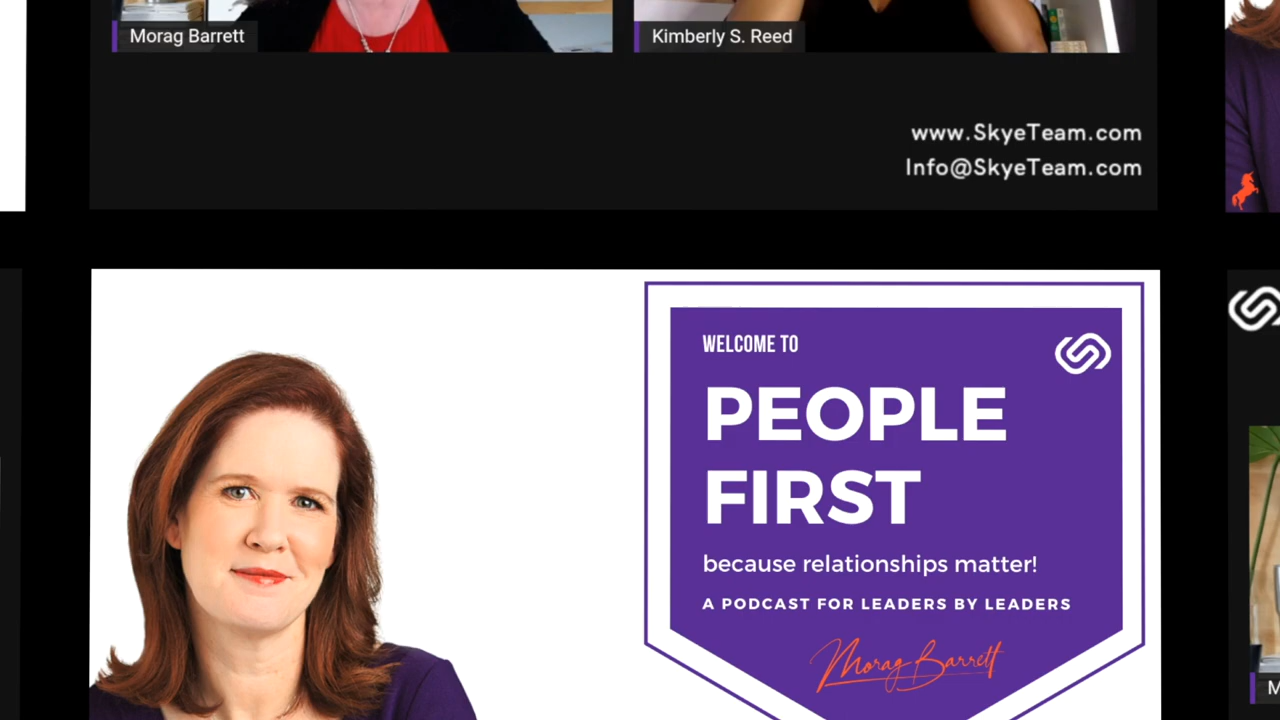 Morag Barrett
Kimberly S. Reed
www.SkyeTeam.com
Info@SkyeTeam.com
WELCOME TO
PEOPLE
FIRST
because relationships matter!
A PODCAST FOR LEADERS BY LEADERS
Morag Barrett